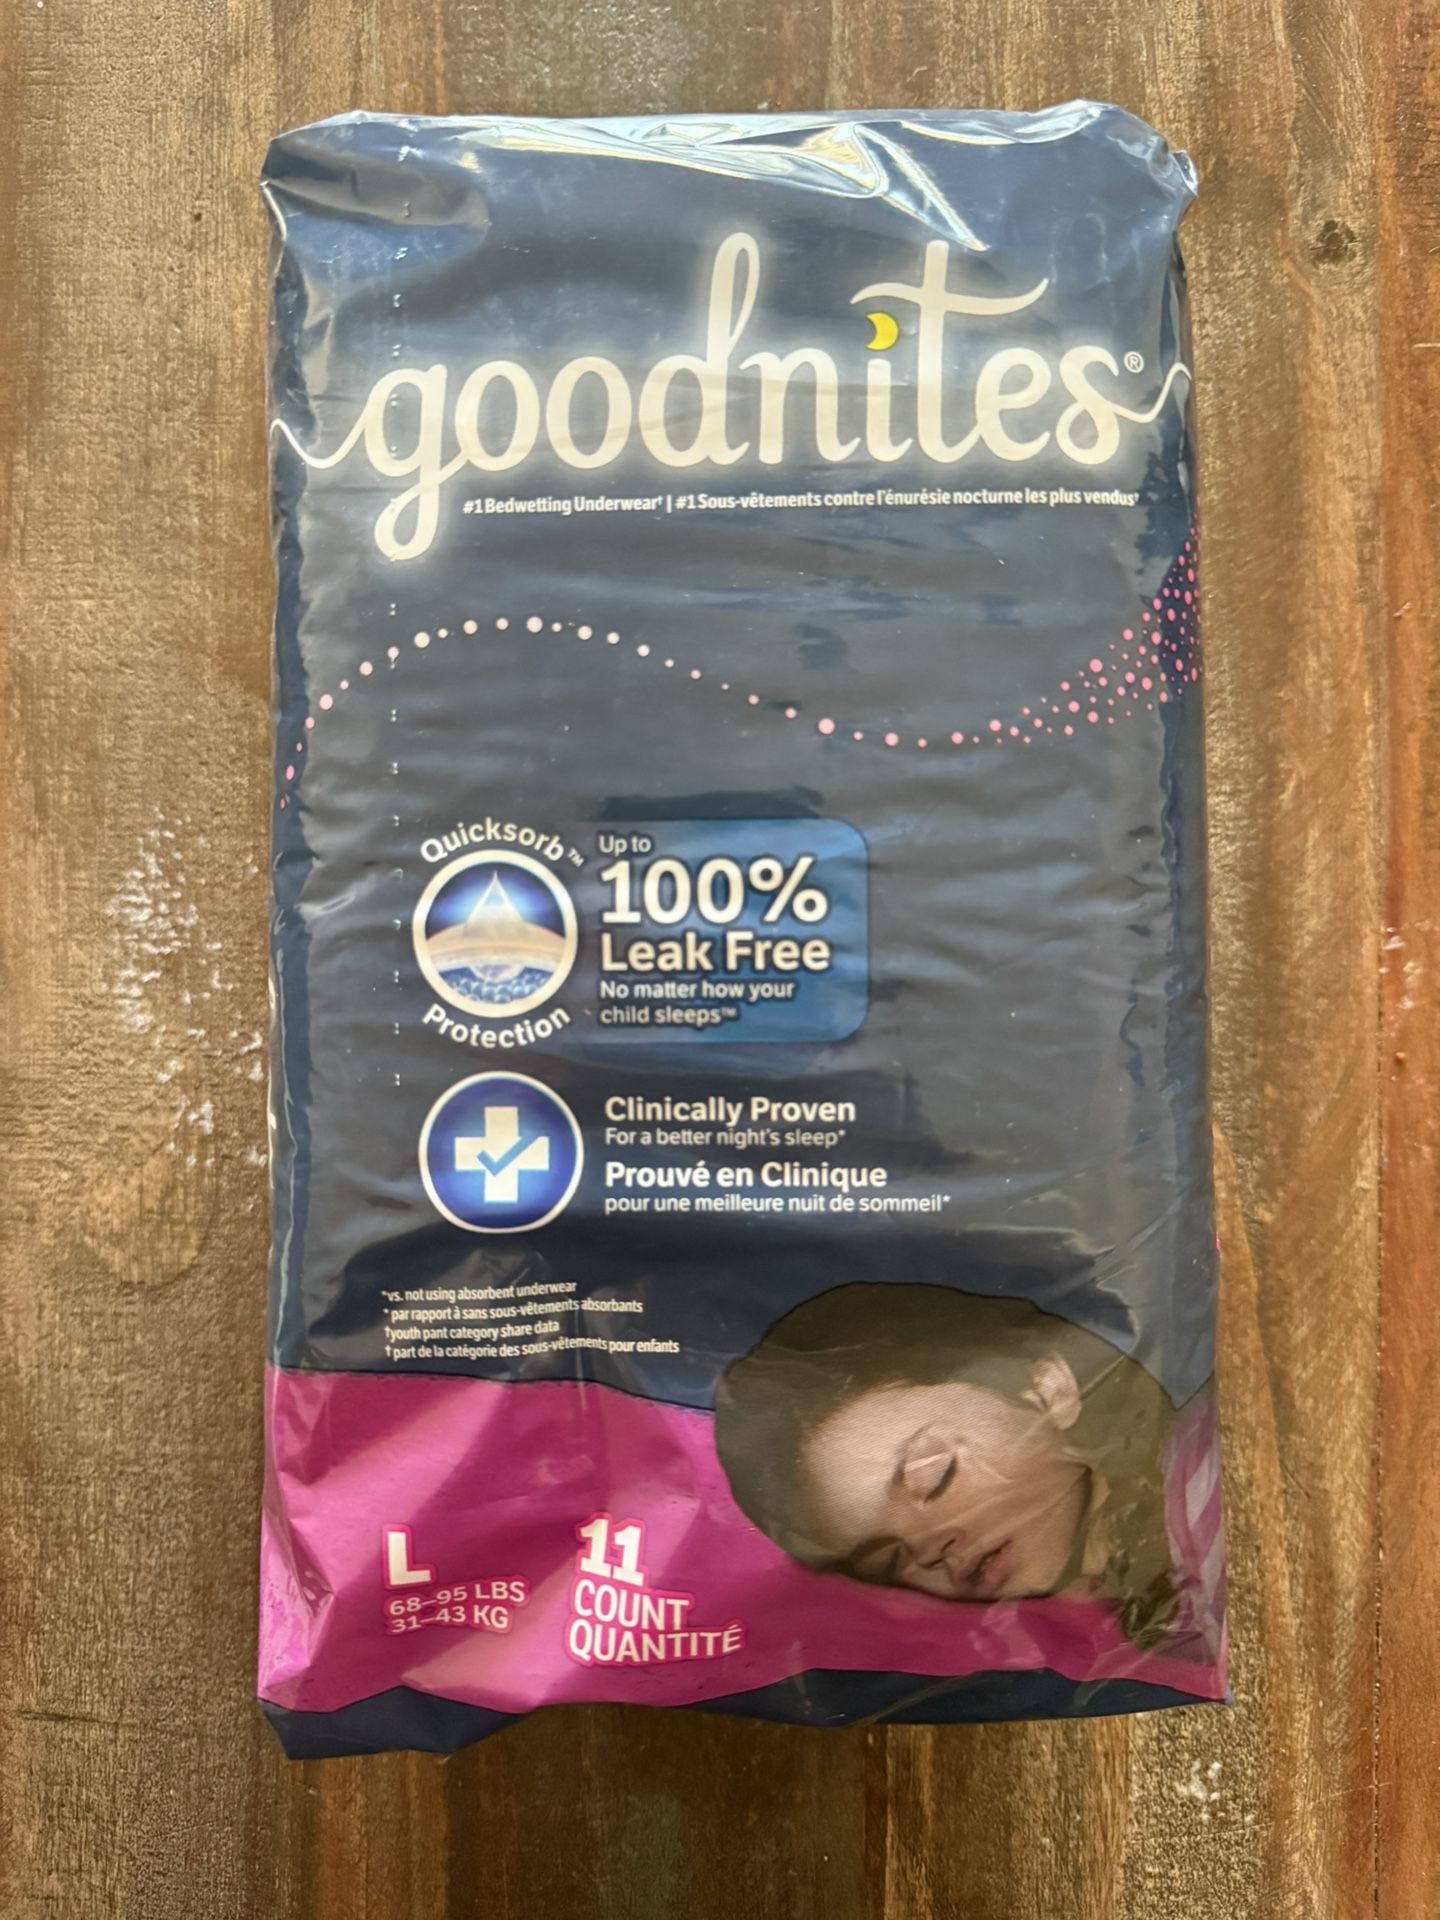 goodnites®
#1 Bedwetting Underwear† | #1 Sous-vêtements contre l'énurésie nocturne les plus vendus†
Quicksorb™
Protection
Up to
100%
Leak Free
No matter how your
child sleeps™
Clinically Proven
For a better night's sleep*
Prouvé en Clinique
pour une meilleure nuit de sommeil*
*vs. not using absorbent underwear
* par rapport à sans sous-vêtements absorbants
†youth pant category share data
† part de la catégorie des sous-vêtements pour enfants
L
68–95 LBS
31–43 KG
11
COUNT
QUANTITÉ